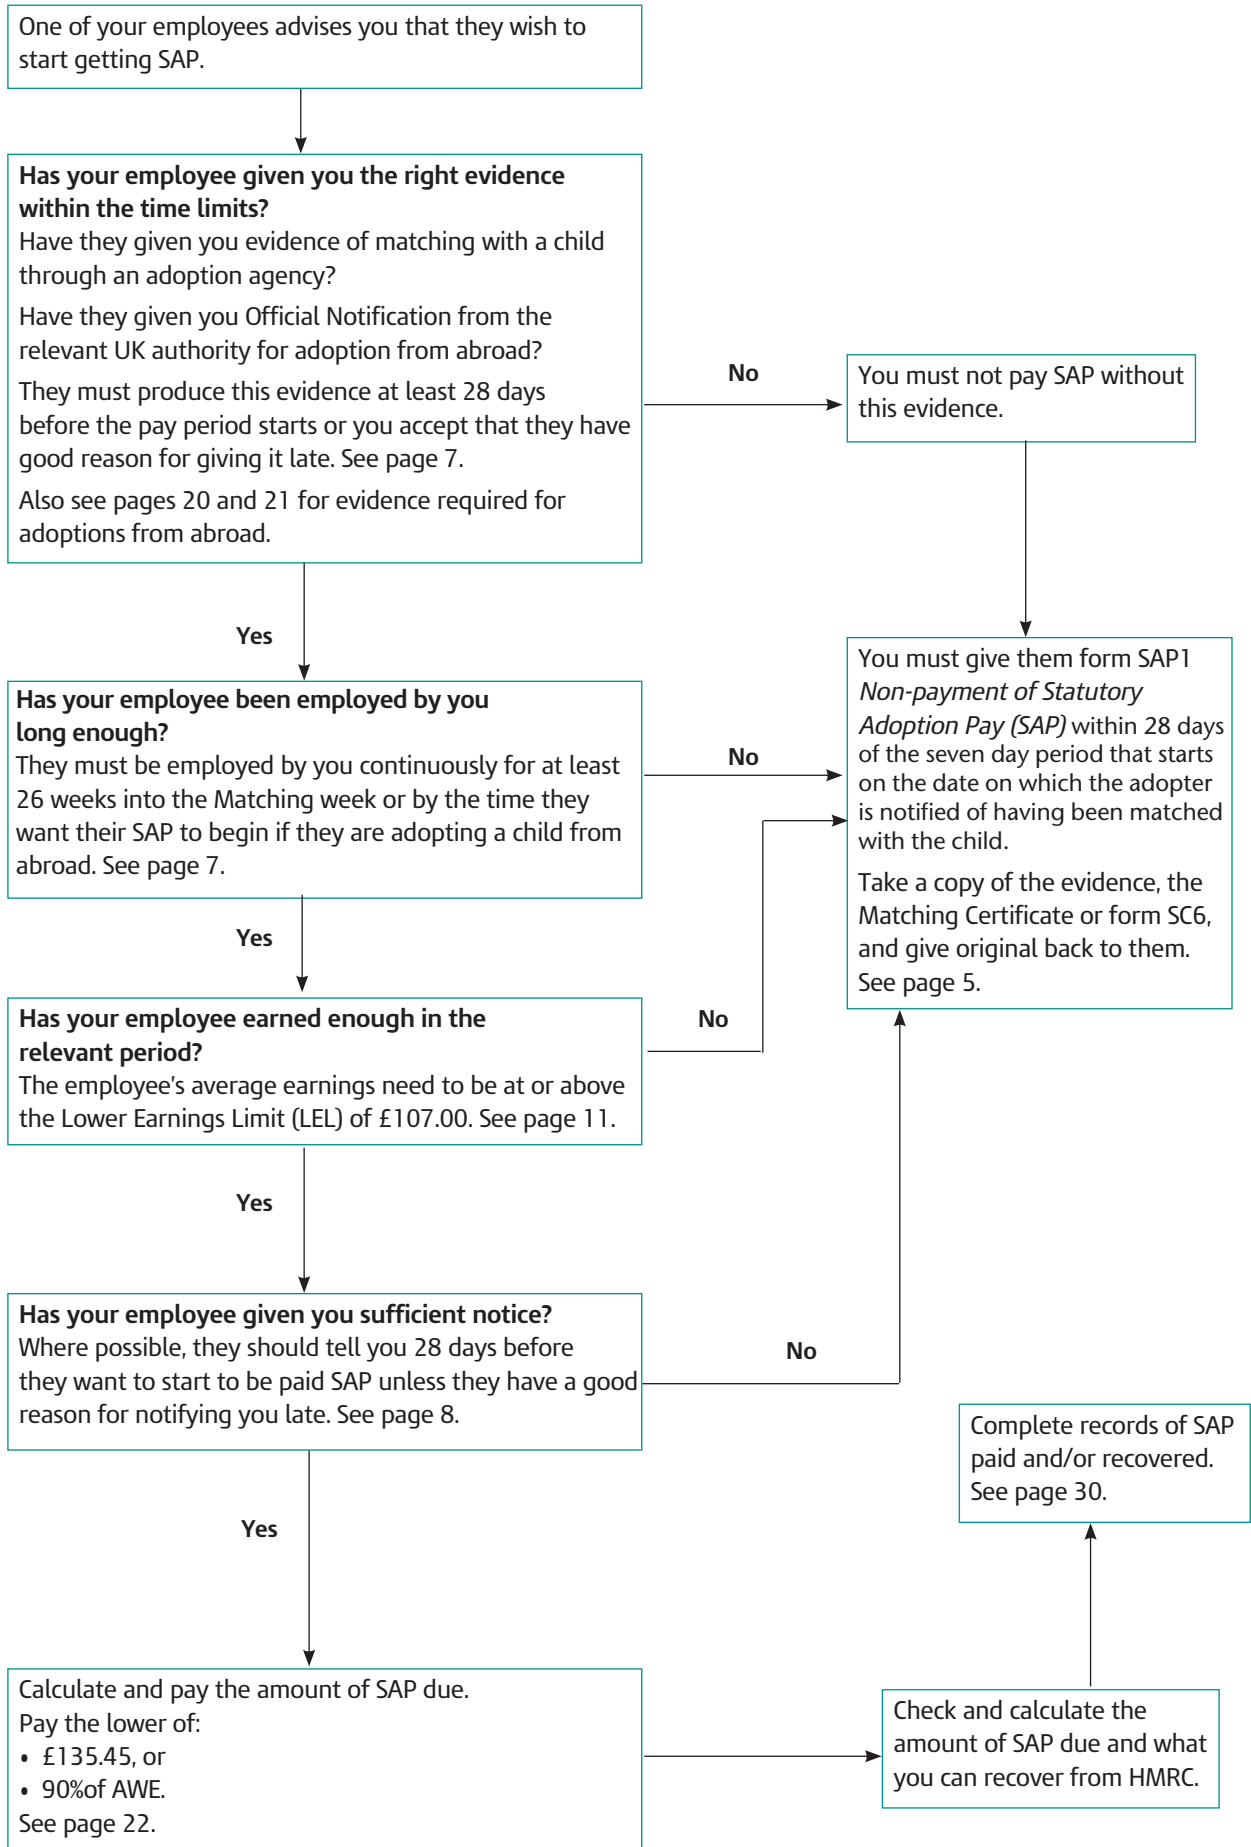 One of your employees advises you that they wish to
start getting SAP.
Has your employee given you the right evidence
within the time limits?
Have they given you evidence of matching with a child
through an adoption agency?
Have they given you Official Notification from the
relevant UK authority for adoption from abroad?
They must produce this evidence at least 28 days
before the pay period starts or you accept that they have
good reason for giving it late. See page 7.
Also see pages 20 and 21 for evidence required for
adoptions from abroad.
No
You must not pay SAP without
this evidence.
Yes
Has your employee been employed by you
long enough?
They must be employed by you continuously for at least
26 weeks into the Matching week or by the time they
want their SAP to begin if they are adopting a child from
abroad. See page 7.
No
You must give them form SAP1
Non-payment of Statutory
Adoption Pay (SAP) within 28 days
of the seven day period that starts
on the date on which the adopter
is notified of having been matched
with the child.
Take a copy of the evidence, the
Matching Certificate or form SC6,
and give original back to them.
See page 5.
Yes
Has your employee earned enough in the
relevant period?
The employee's average earnings need to be at or above
the Lower Earnings Limit (LEL) of £107.00. See page 11.
No
Yes
Has your employee given you sufficient notice?
Where possible, they should tell you 28 days before
they want to start to be paid SAP unless they have a good
reason for notifying you late. See page 8.
No
Yes
Calculate and pay the amount of SAP due.
Pay the lower of:
• £135.45, or
• 90%of AWE.
See page 22.
Check and calculate the
amount of SAP due and what
you can recover from HMRC.
Complete records of SAP
paid and/or recovered.
See page 30.